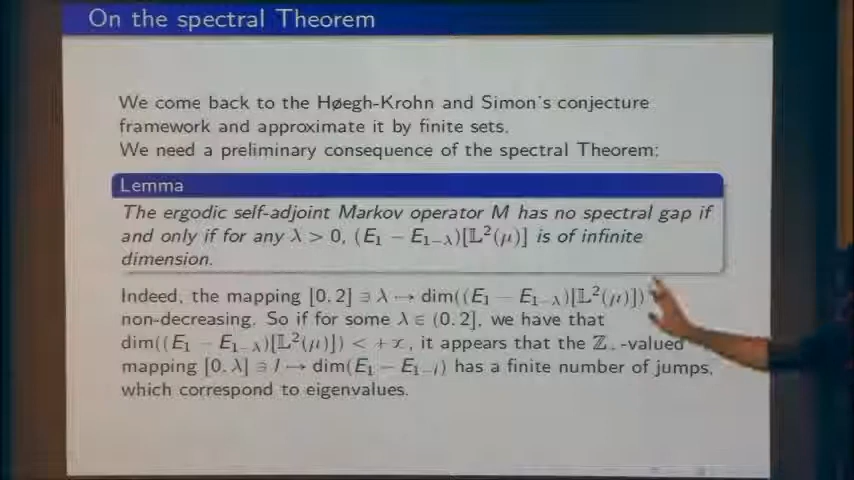 On the spectral Theorem
We come back to the Høegh-Krohn and Simon's conjecture
framework and approximate it by finite sets.
We need a preliminary consequence of the spectral Theorem:
Lemma
The ergodic self-adjoint Markov operator M has no spectral gap if
and only if for any λ > 0, (E₁ − E₁₋λ)[𝕃²(μ)] is of infinite
dimension.
Indeed, the mapping [0, 2] ∋ λ ↦ dim((E₁ − E₁₋λ)[𝕃²(μ)])
non-decreasing. So if for some λ ∈ (0, 2], we have that
dim((E₁ − E₁₋λ)[𝕃²(μ)]) < +∞, it appears that the ℤ₊-valued
mapping [0, λ] ∋ l ↦ dim(E₁ − E₁₋l) has a finite number of jumps,
which correspond to eigenvalues.